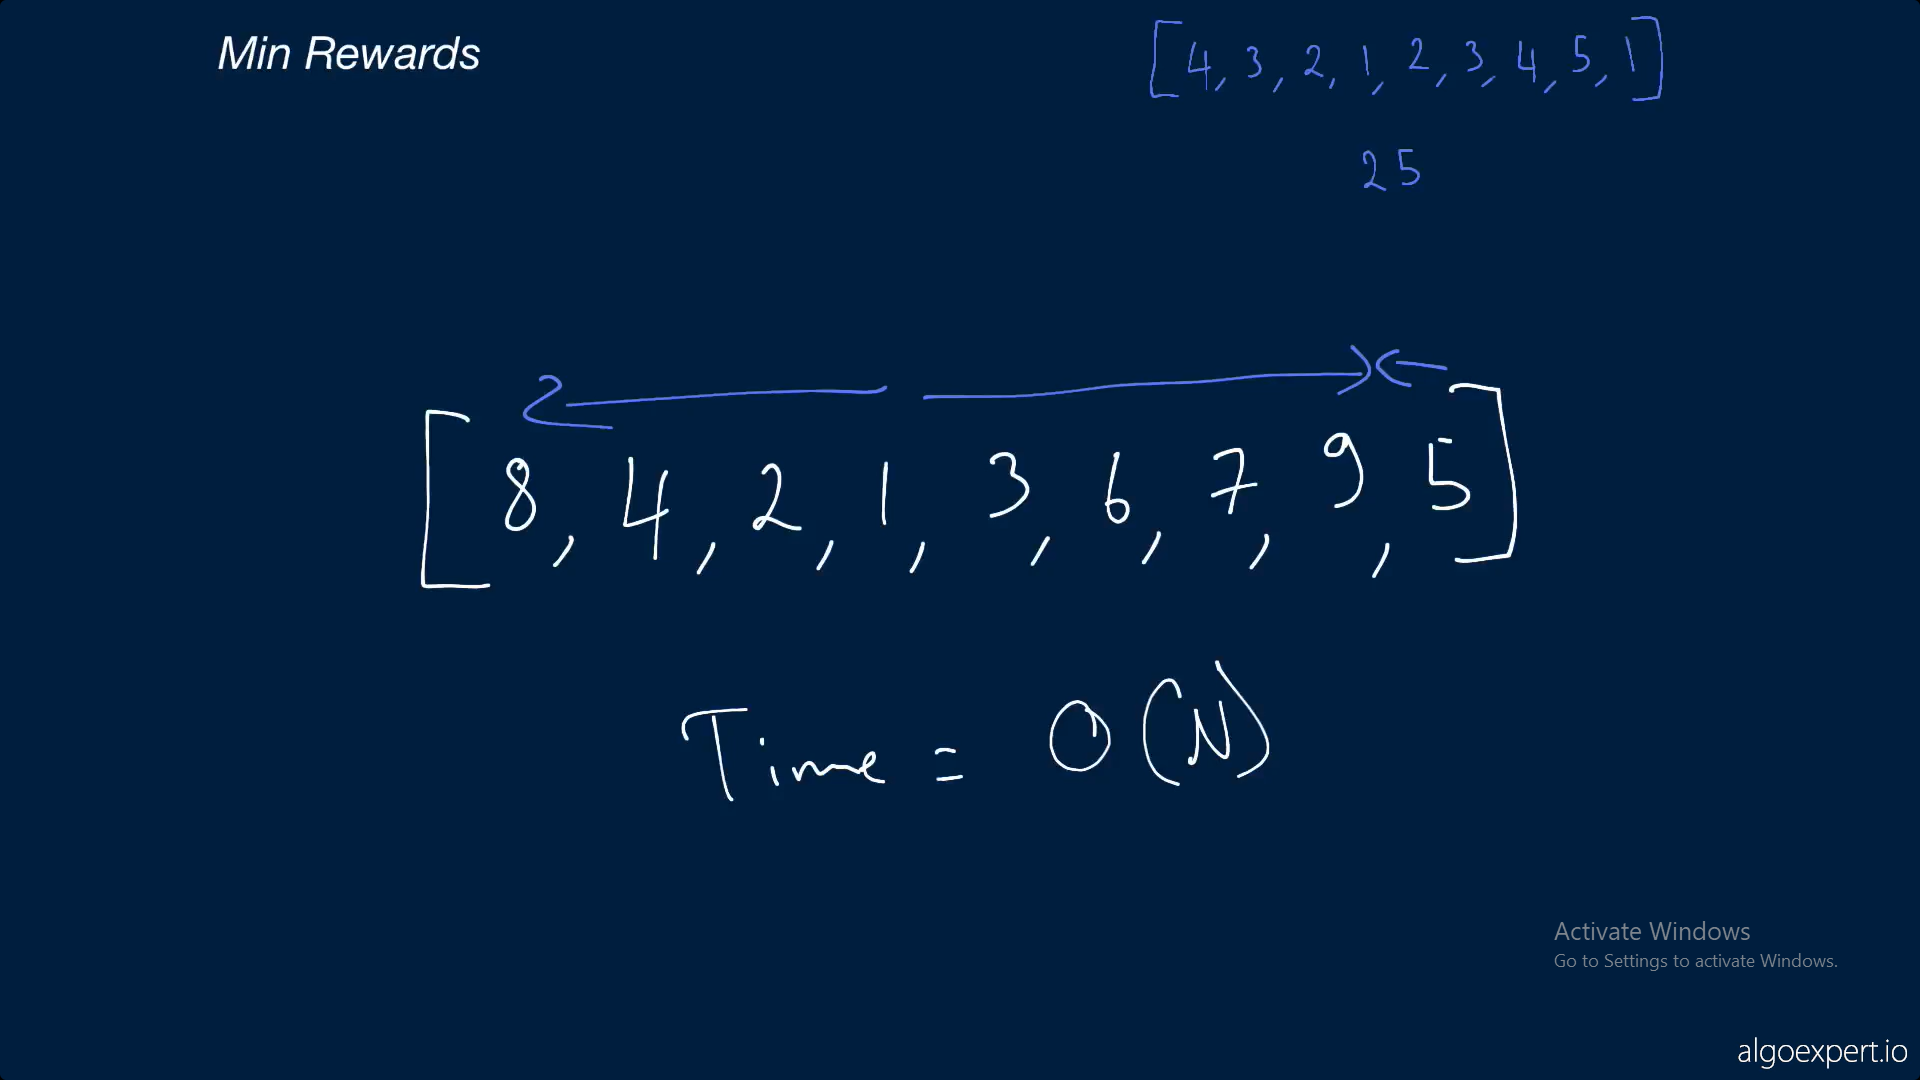 Min Rewards
[4, 3, 2, 1, 2, 3, 4, 5, 1]
25
[8, 4, 2, 1, 3, 6, 7, 9, 5]
Time = O(N)
Activate Windows
Go to Settings to activate Windows.
algoexpert.io